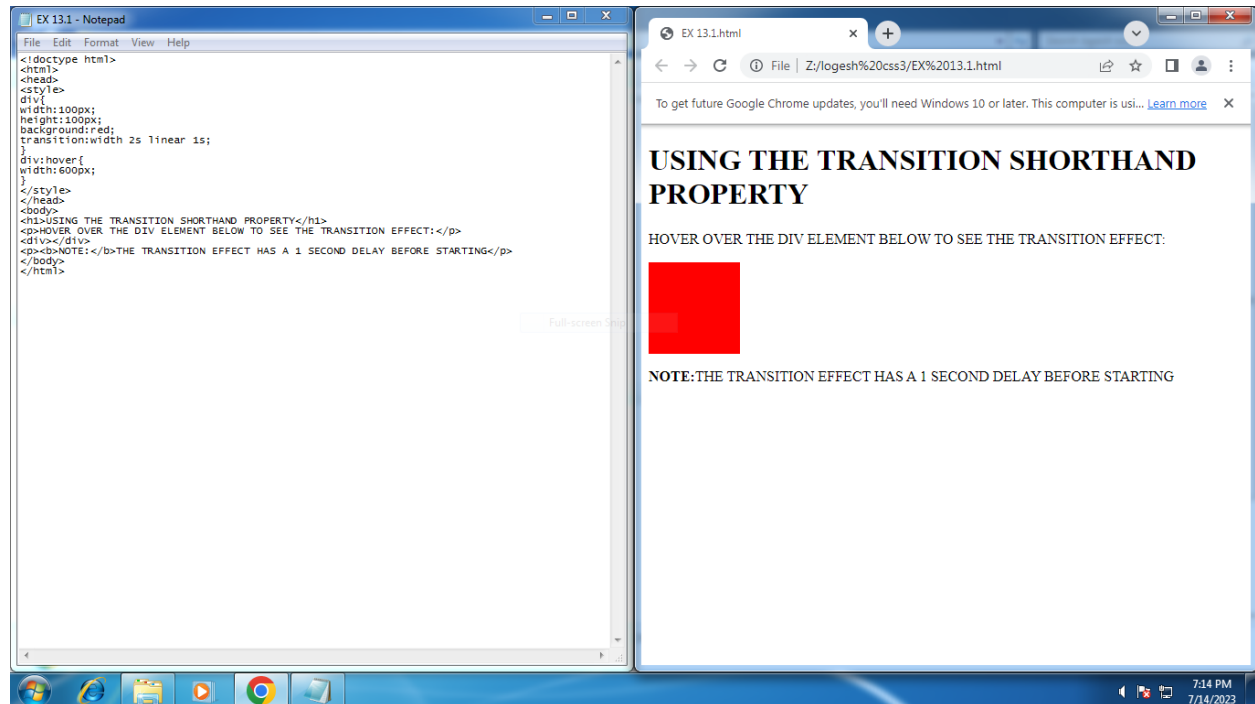 EX 13.1 - Notepad
File Edit Format View Help
<!doctype html>
<html>
<head>
<style>
div{
width:100px;
height:100px;
background:red;
transition:width 2s linear 1s;
}
div:hover{
width:600px;
}
</style>
</head>
<body>
<h1>USING THE TRANSITION SHORTHAND PROPERTY</h1>
<p>HOVER OVER THE DIV ELEMENT BELOW TO SEE THE TRANSITION EFFECT:</p>
<div></div>
<p><b>NOTE:</b>THE TRANSITION EFFECT HAS A 1 SECOND DELAY BEFORE STARTING</p>
</body>
</html>
Full-screen Snip
EX 13.1.html
File | Z:/logesh%20css3/EX%2013.1.html
To get future Google Chrome updates, you'll need Windows 10 or later. This computer is usi... Learn more
USING THE TRANSITION SHORTHAND
PROPERTY
HOVER OVER THE DIV ELEMENT BELOW TO SEE THE TRANSITION EFFECT:
NOTE:THE TRANSITION EFFECT HAS A 1 SECOND DELAY BEFORE STARTING
7:14 PM
7/14/2023